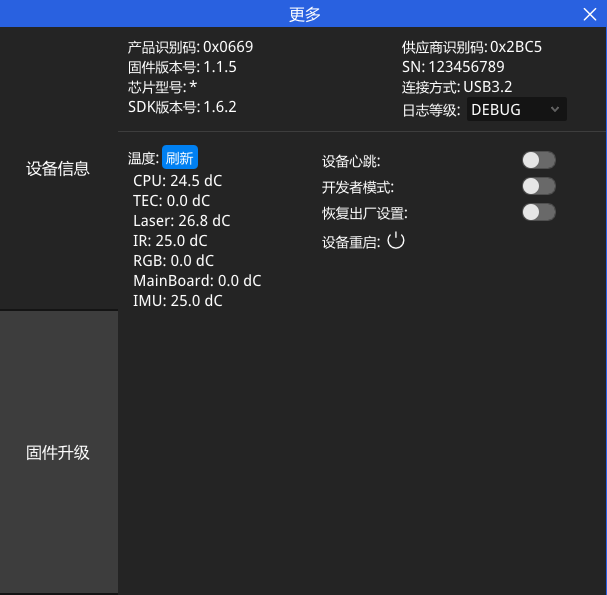 更多
产品识别码: 0x0669
供应商识别码: 0x2BC5
固件版本号: 1.1.5
SN: 123456789
芯片型号: *
连接方式: USB3.2
SDK版本号: 1.6.2
日志等级: DEBUG
设备信息
温度: 刷新
CPU: 24.5 dC
TEC: 0.0 dC
Laser: 26.8 dC
IR: 25.0 dC
RGB: 0.0 dC
MainBoard: 0.0 dC
IMU: 25.0 dC
设备心跳:
开发者模式:
恢复出厂设置:
设备重启:
固件升级